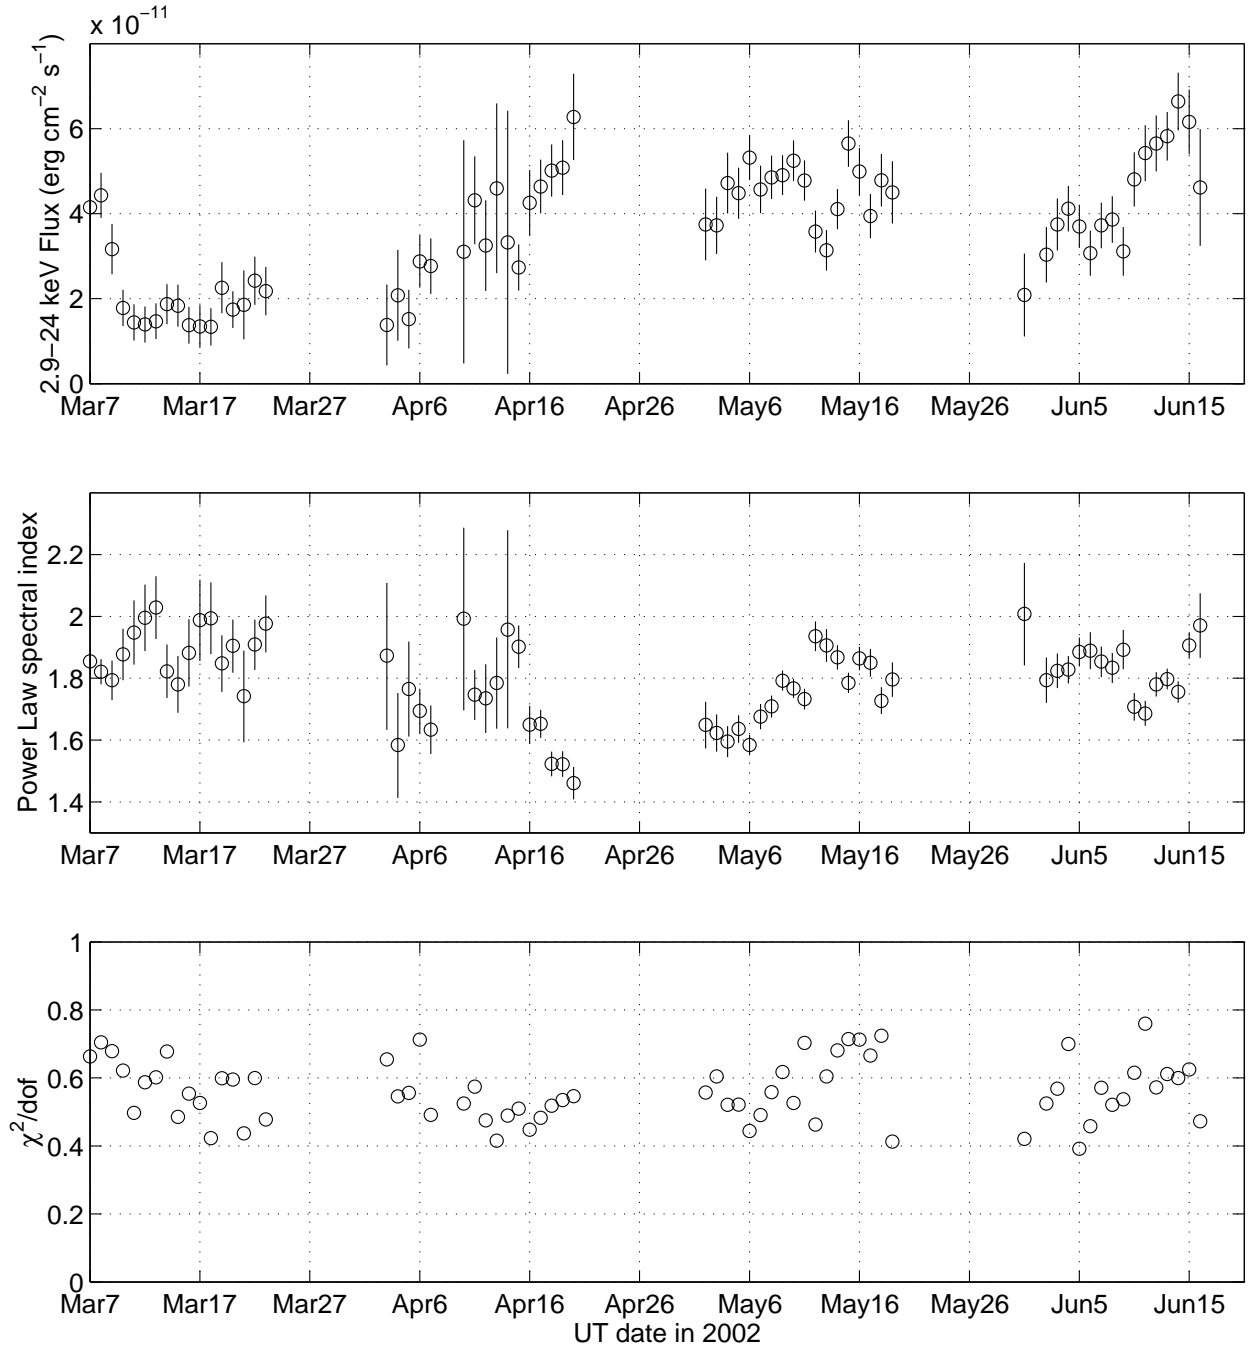 x 10⁻¹¹
2.9−24 keV Flux (erg cm⁻² s⁻¹)
6
4
2
2.0 0
Mar7 Mar17 Mar27 Apr6 Apr16 Apr26 May6 May16 May26 Jun5 Jun15
Power Law spectral index
2.2
2
1.8
1.6
1.4
Mar7 Mar17 Mar27 Apr6 Apr16 Apr26 May6 May16 May26 Jun5 Jun15
χ²/dof
1
0.8
0.6
0.4
0.2
0
Mar7 Mar17 Mar27 Apr6 Apr16 Apr26 May6 May16 May26 Jun5 Jun15
UT date in 2002